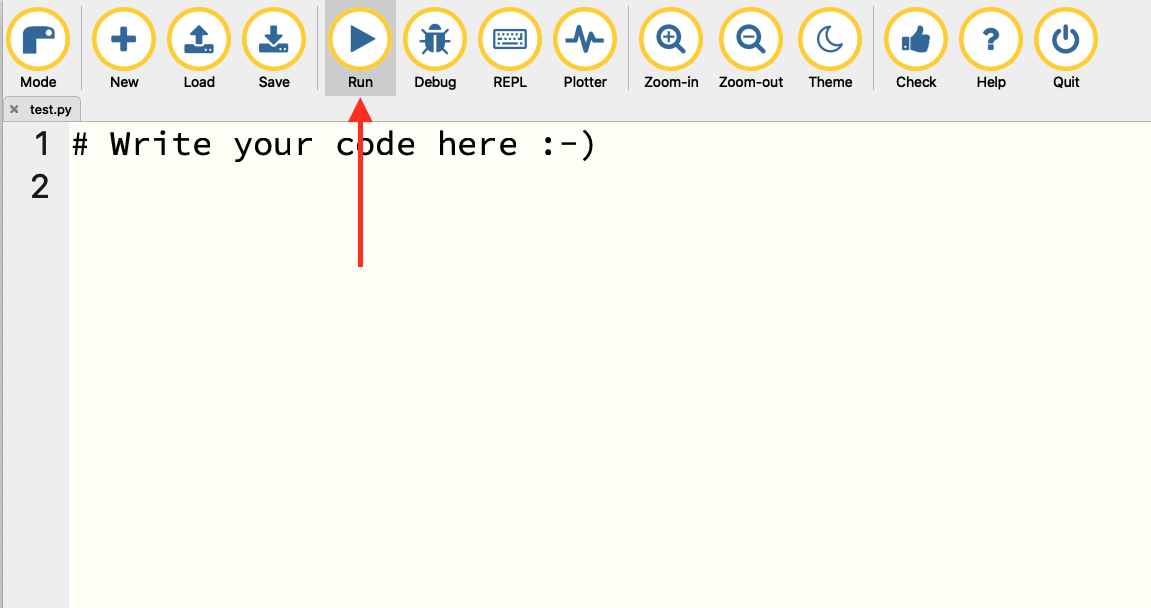 Mode New Load Save Run Debug REPL Plotter Zoom-in Zoom-out Theme Check Help Quit
test.py
1 # Write your code here :-)
2